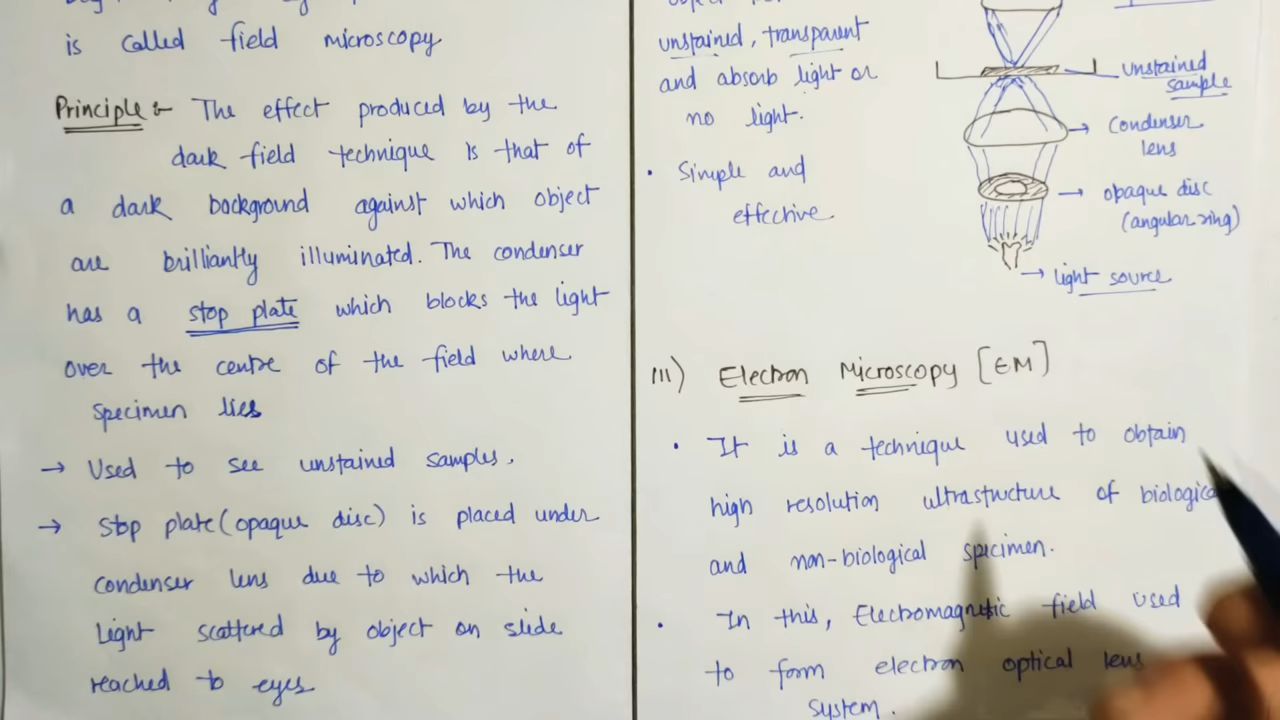 is called field microscopy
Principle :- The effect produced by the
dark field technique is that of
a dark background against which object
are brilliantly illuminated. The condenser
has a stop plate which blocks the light
over the centre of the field where
specimen lies
→ Used to see unstained samples.
→ Stop plate (opaque disc) is placed under
condenser lens due to which the
Light scattered by object on slide
reached to eyes
unstained, transparent
and absorb light or
no light.
• Simple and
effective
unstained
sample
→ Condenser
lens
→ opaque disc
(angular ring)
→ light source
III) Electron Microscopy [EM]
• It is a technique used to obtain
high resolution ultrastructure of
and non-biological specimen.
• In this, Electromagnetic field used
to form electron optical lens
system.